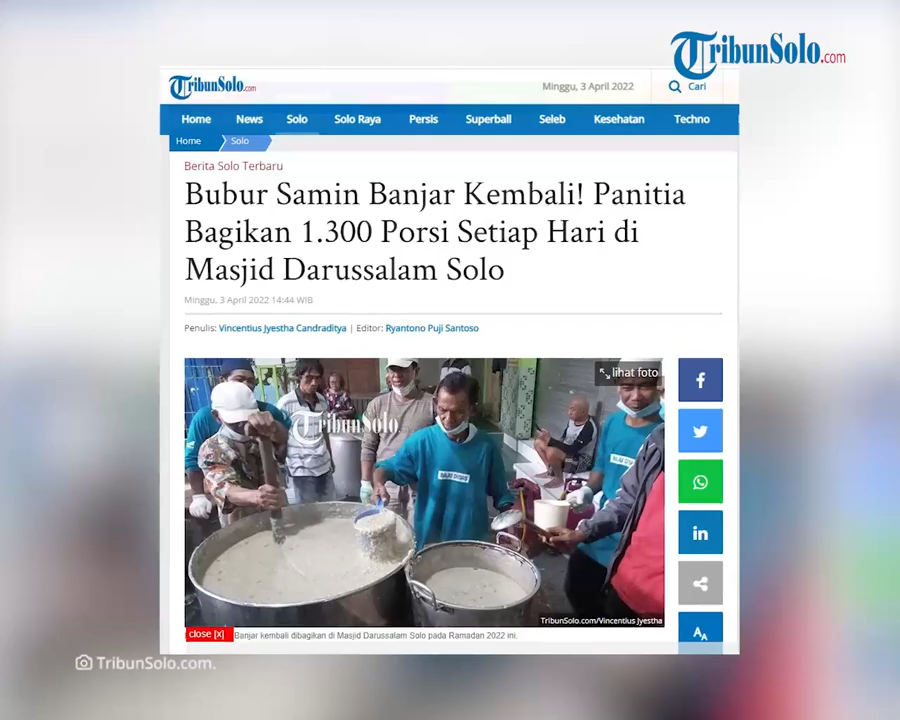 TribunSolo.com
TribunSolo.com
Minggu, 3 April 2022
Cari
Home News Solo Solo Raya Persis Superball Seleb Kesehatan Techno
Home Solo
Berita Solo Terbaru
Bubur Samin Banjar Kembali! Panitia
Bagikan 1.300 Porsi Setiap Hari di
Masjid Darussalam Solo
Minggu, 3 April 2022 14:44 WIB
Penulis: Vincentius Jyestha Candraditya | Editor: Ryantono Puji Santoso
lihat foto
TribunSolo
TribunSolo.com/Vincentius Jyestha
close [x]
Banjar kembali dibagikan di Masjid Darussalam Solo pada Ramadan 2022 ini.
AA
TribunSolo.com.